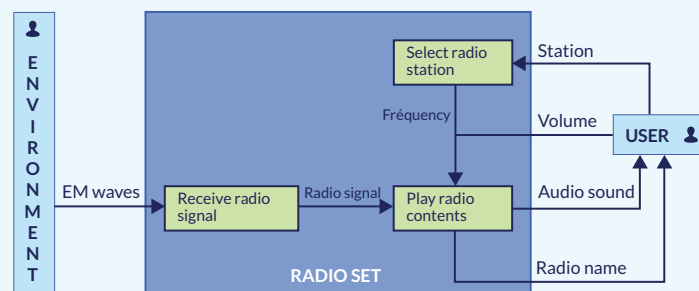 ENVIRONMENT
Select radio
station
Station
Fréquency
Volume
USER
EM waves
Receive radio
signal
Radio signal
Play radio
contents
Audio sound
Radio name
RADIO SET